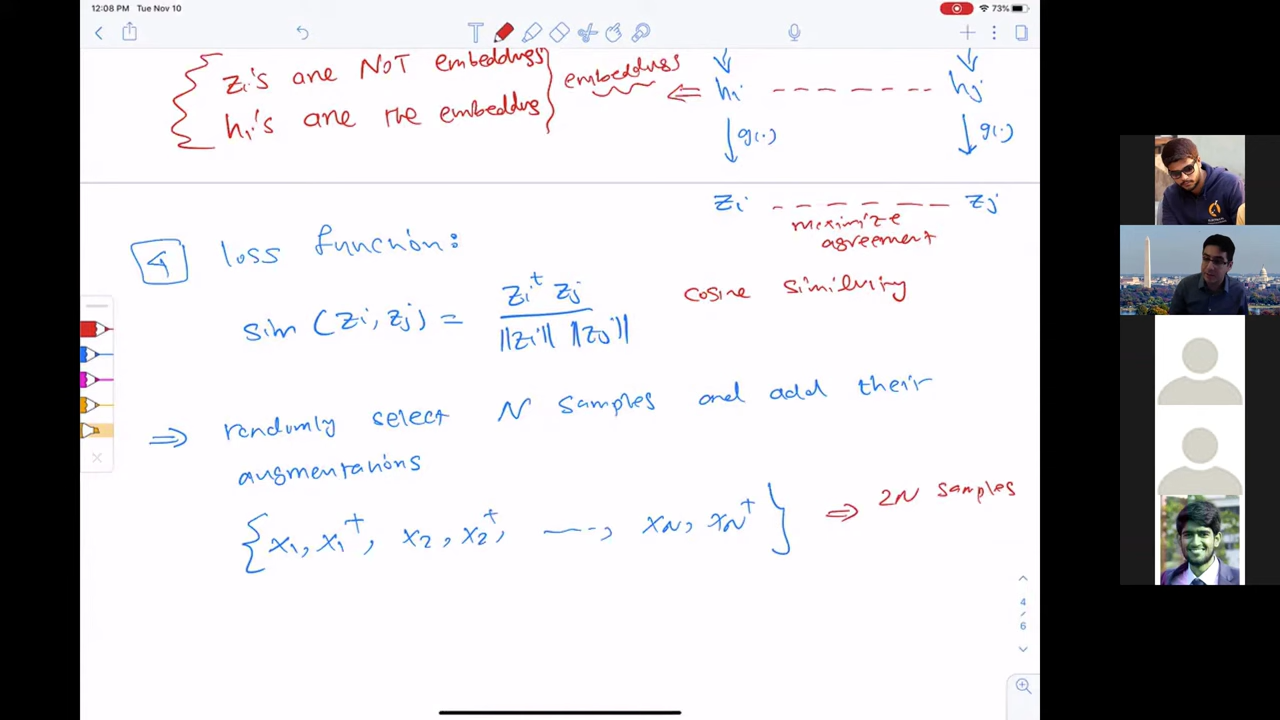 12:08 PM Tue Nov 10
73%
zi's are NOT embeddings
hi's are the embeddings
embeddings
⇐ hi ------ hj
g(·) g(·)
zi ------ zj
maximize
agreement
4 loss function:
sim (zi, zj) = zi⁺ zj / ||zi|| ||zj||
cosine similarity
⇒ randomly select N samples and add their
augmentations
{x1, x1⁺, x2, x2⁺, ----, xN, xN⁺} ⇒ 2N samples
4
/
6